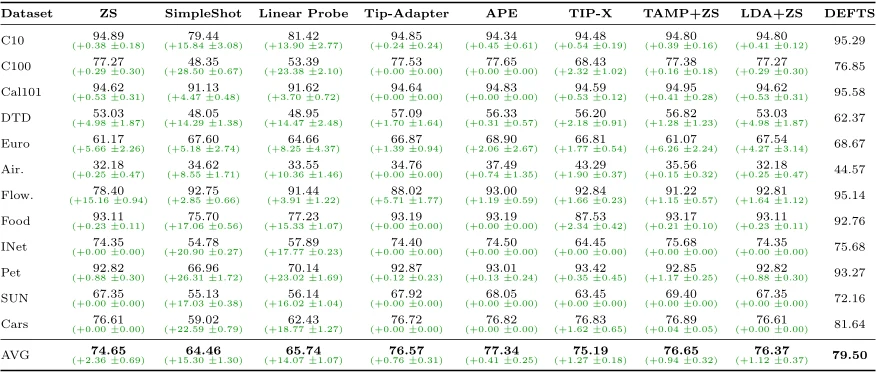 Dataset ZS SimpleShot Linear Probe Tip-Adapter APE TIP-X TAMP+ZS LDA+ZS DEFTS
C10 94.89 79.44 81.42 94.85 94.34 94.48 94.80 94.80 95.29
(+0.38 ±0.18) (+15.84 ±3.08) (+13.90 ±2.77) (+0.24 ±0.24) (+0.45 ±0.61) (+0.54 ±0.19) (+0.39 ±0.16) (+0.41 ±0.12)
C100 77.27 48.35 53.39 77.53 77.65 68.43 77.38 77.27 76.85
(+0.29 ±0.30) (+28.50 ±0.67) (+23.38 ±2.10) (+0.00 ±0.00) (+0.00 ±0.00) (+2.32 ±1.02) (+0.16 ±0.18) (+0.29 ±0.30)
Cal101 94.62 91.13 91.62 94.64 94.83 94.59 94.95 94.62 95.58
(+0.53 ±0.31) (+4.47 ±0.48) (+3.70 ±0.72) (+0.00 ±0.00) (+0.00 ±0.00) (+0.53 ±0.12) (+0.41 ±0.28) (+0.53 ±0.31)
DTD 53.03 48.05 48.95 57.09 56.33 56.20 56.82 53.03 62.37
(+4.98 ±1.87) (+14.29 ±1.38) (+14.47 ±2.48) (+1.70 ±1.64) (+0.31 ±0.57) (+2.18 ±0.91) (+1.28 ±1.23) (+4.98 ±1.87)
Euro 61.17 67.60 64.66 66.87 68.90 66.81 61.07 67.54 68.67
(+5.66 ±2.26) (+5.18 ±2.74) (+8.25 ±4.37) (+1.39 ±0.94) (+2.06 ±2.67) (+1.77 ±0.54) (+6.26 ±2.24) (+4.27 ±3.14)
Air. 32.18 34.62 33.55 34.76 37.49 43.29 35.56 32.18 44.57
(+0.25 ±0.47) (+8.55 ±1.71) (+10.36 ±1.46) (+0.00 ±0.00) (+0.74 ±1.35) (+1.90 ±0.37) (+0.15 ±0.32) (+0.25 ±0.47)
Flow. 78.40 92.75 91.44 88.02 93.00 92.84 91.22 92.81 95.14
(+15.16 ±0.94) (+2.85 ±0.66) (+3.91 ±1.22) (+5.71 ±1.77) (+1.19 ±0.59) (+1.66 ±0.23) (+1.15 ±0.57) (+1.64 ±1.12)
Food 93.11 75.70 77.23 93.19 93.19 87.53 93.17 93.11 92.76
(+0.23 ±0.11) (+17.06 ±0.56) (+15.33 ±1.07) (+0.00 ±0.00) (+0.00 ±0.00) (+2.34 ±0.42) (+0.21 ±0.10) (+0.23 ±0.11)
INet 74.35 54.78 57.89 74.40 74.50 64.45 75.68 74.35 75.68
(+0.00 ±0.00) (+20.90 ±0.27) (+17.77 ±0.23) (+0.00 ±0.00) (+0.00 ±0.00) (+0.00 ±0.00) (+0.00 ±0.00) (+0.00 ±0.00)
Pet 92.82 66.96 70.14 92.87 93.01 93.42 92.85 92.82 93.27
(+0.88 ±0.30) (+26.31 ±1.72) (+23.02 ±1.69) (+0.12 ±0.23) (+0.13 ±0.24) (+0.35 ±0.45) (+1.17 ±0.25) (+0.88 ±0.30)
SUN 67.35 55.13 56.14 67.92 68.05 63.45 69.40 67.35 72.16
(+0.00 ±0.00) (+17.03 ±0.38) (+16.02 ±1.04) (+0.00 ±0.00) (+0.00 ±0.00) (+0.00 ±0.00) (+0.00 ±0.00) (+0.00 ±0.00)
Cars 76.61 59.02 62.43 76.72 76.82 76.83 76.89 76.61 81.64
(+0.00 ±0.00) (+22.59 ±0.79) (+18.77 ±1.27) (+0.00 ±0.00) (+0.00 ±0.00) (+1.62 ±0.65) (+0.04 ±0.05) (+0.00 ±0.00)
AVG 74.65 64.46 65.74 76.57 77.34 75.19 76.65 76.37 79.50
(+2.36 ±0.69) (+15.30 ±1.30) (+14.07 ±1.07) (+0.76 ±0.31) (+0.41 ±0.25) (+1.27 ±0.18) (+0.94 ±0.32) (+1.12 ±0.37)